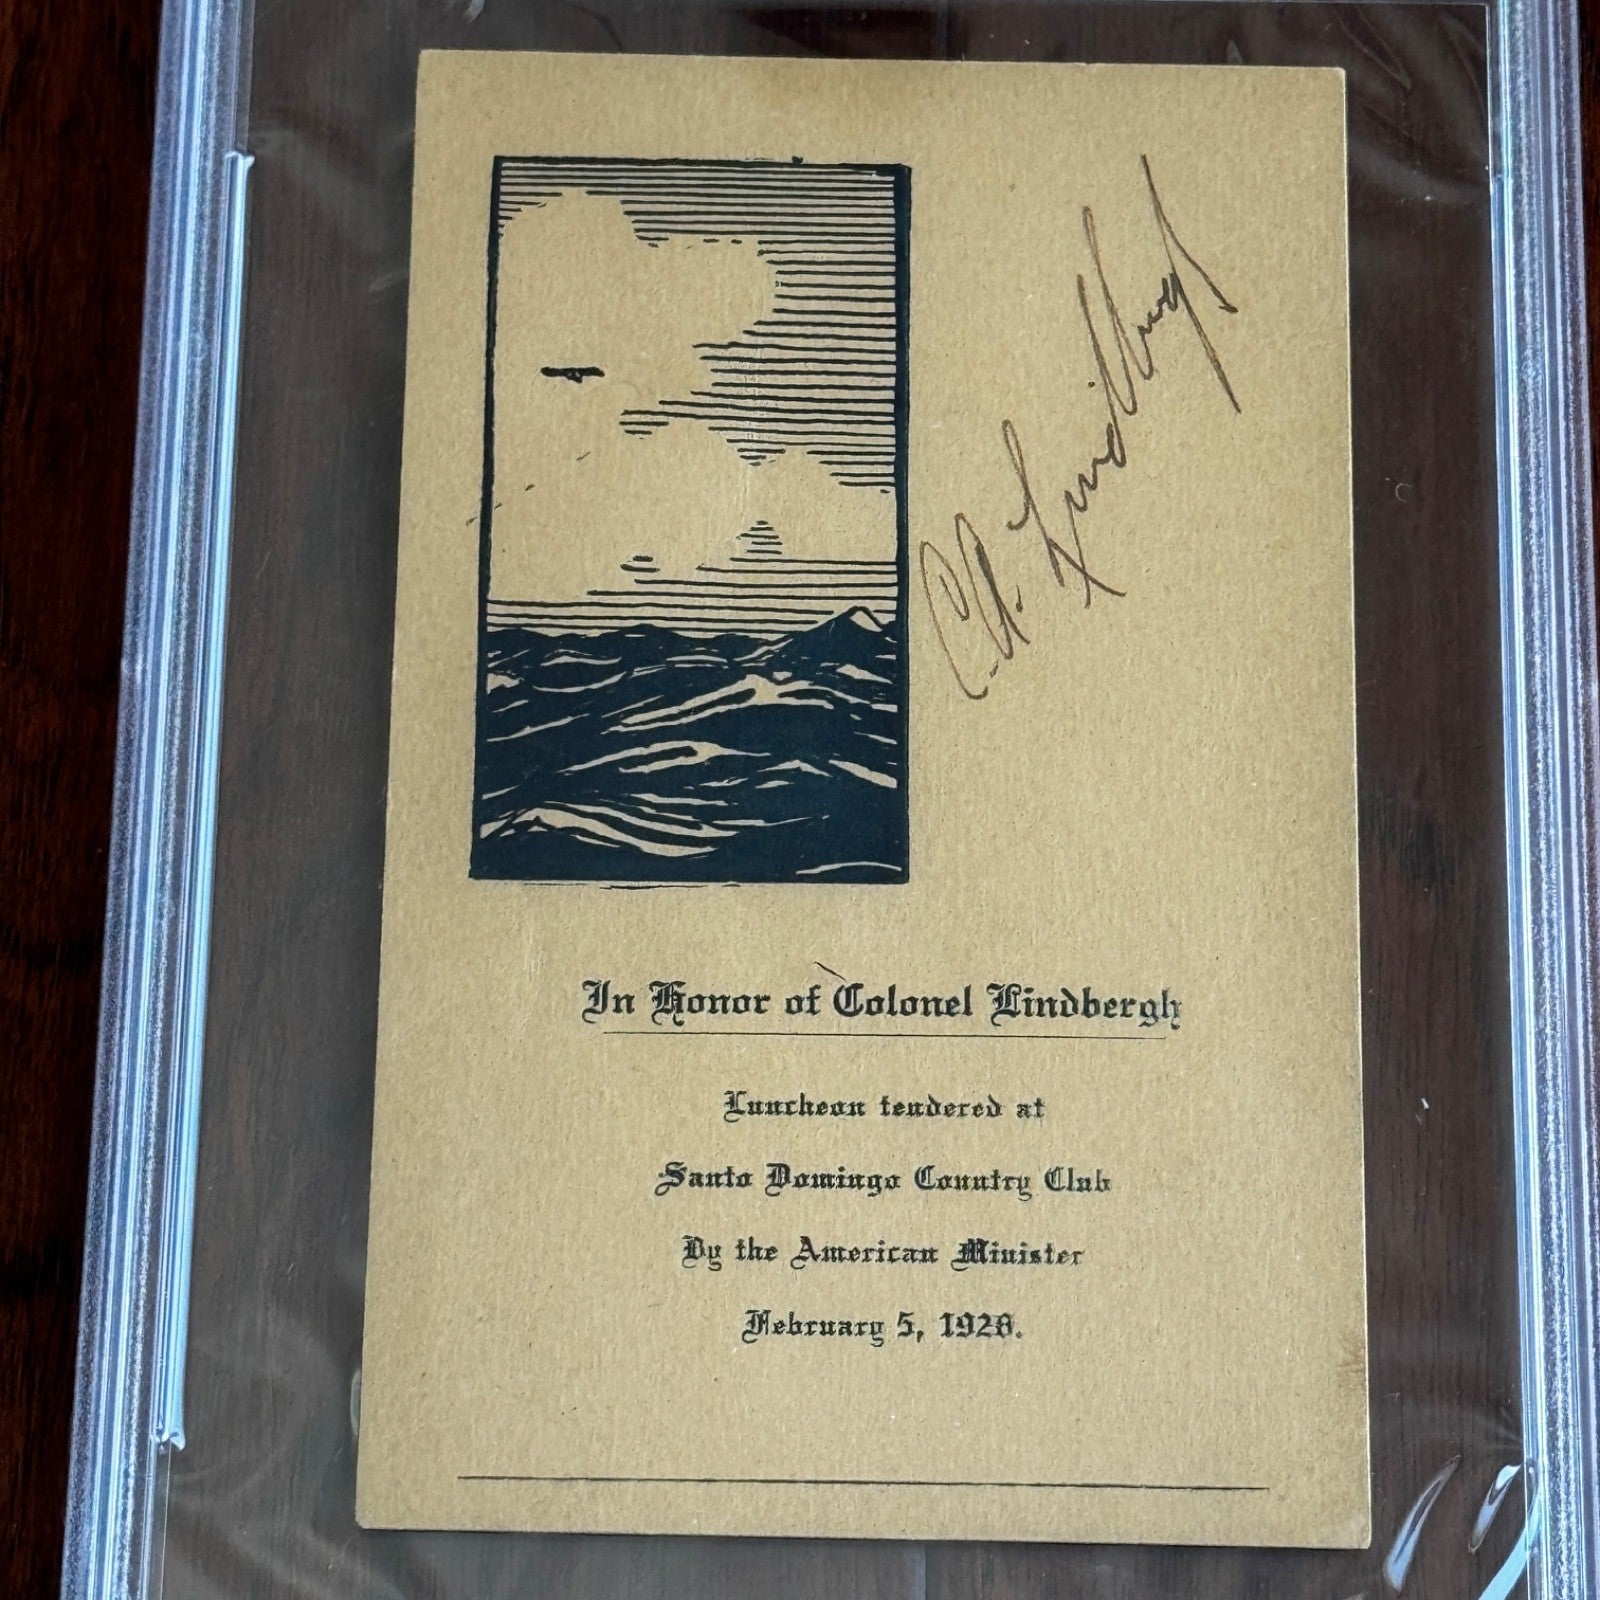 C.A. Lindbergh
In Honor of Colonel Lindbergh
Luncheon tendered at
Santo Domingo Country Club
By the American Minister
February 5, 1928.